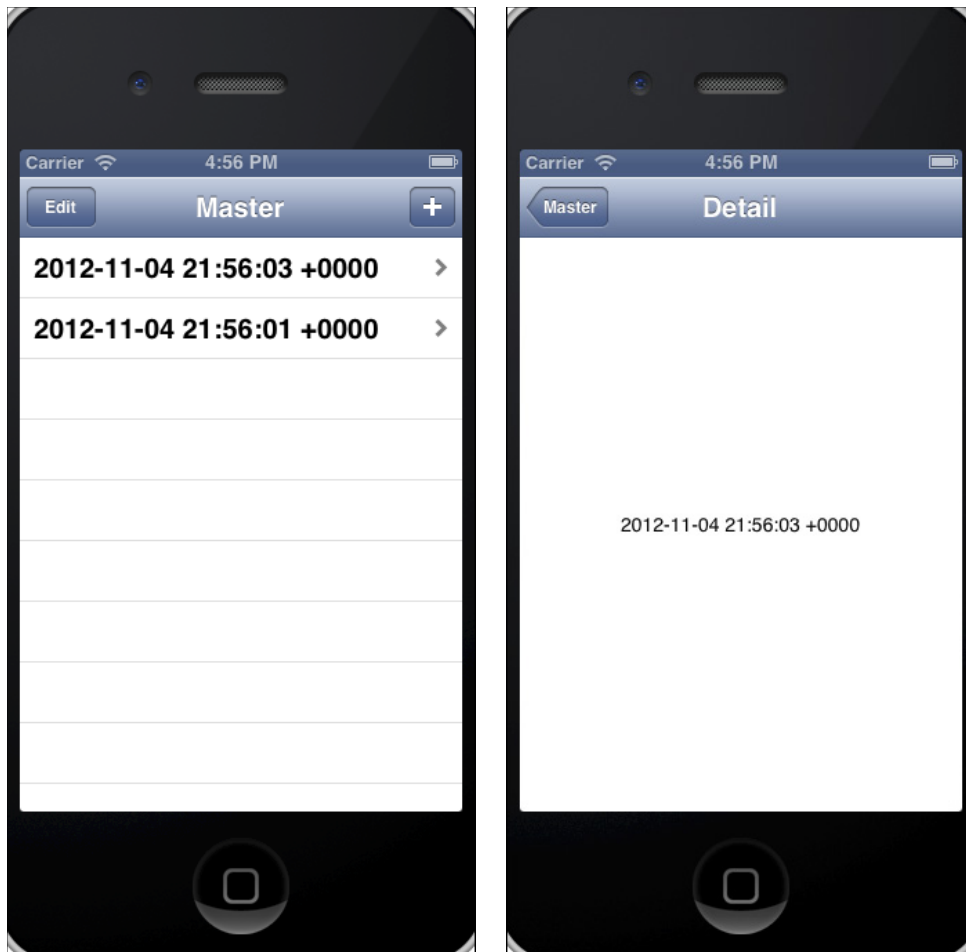 Carrier 4:56 PM
Edit Master +
2012-11-04 21:56:03 +0000
2012-11-04 21:56:01 +0000
Carrier 4:56 PM
Master Detail
2012-11-04 21:56:03 +0000